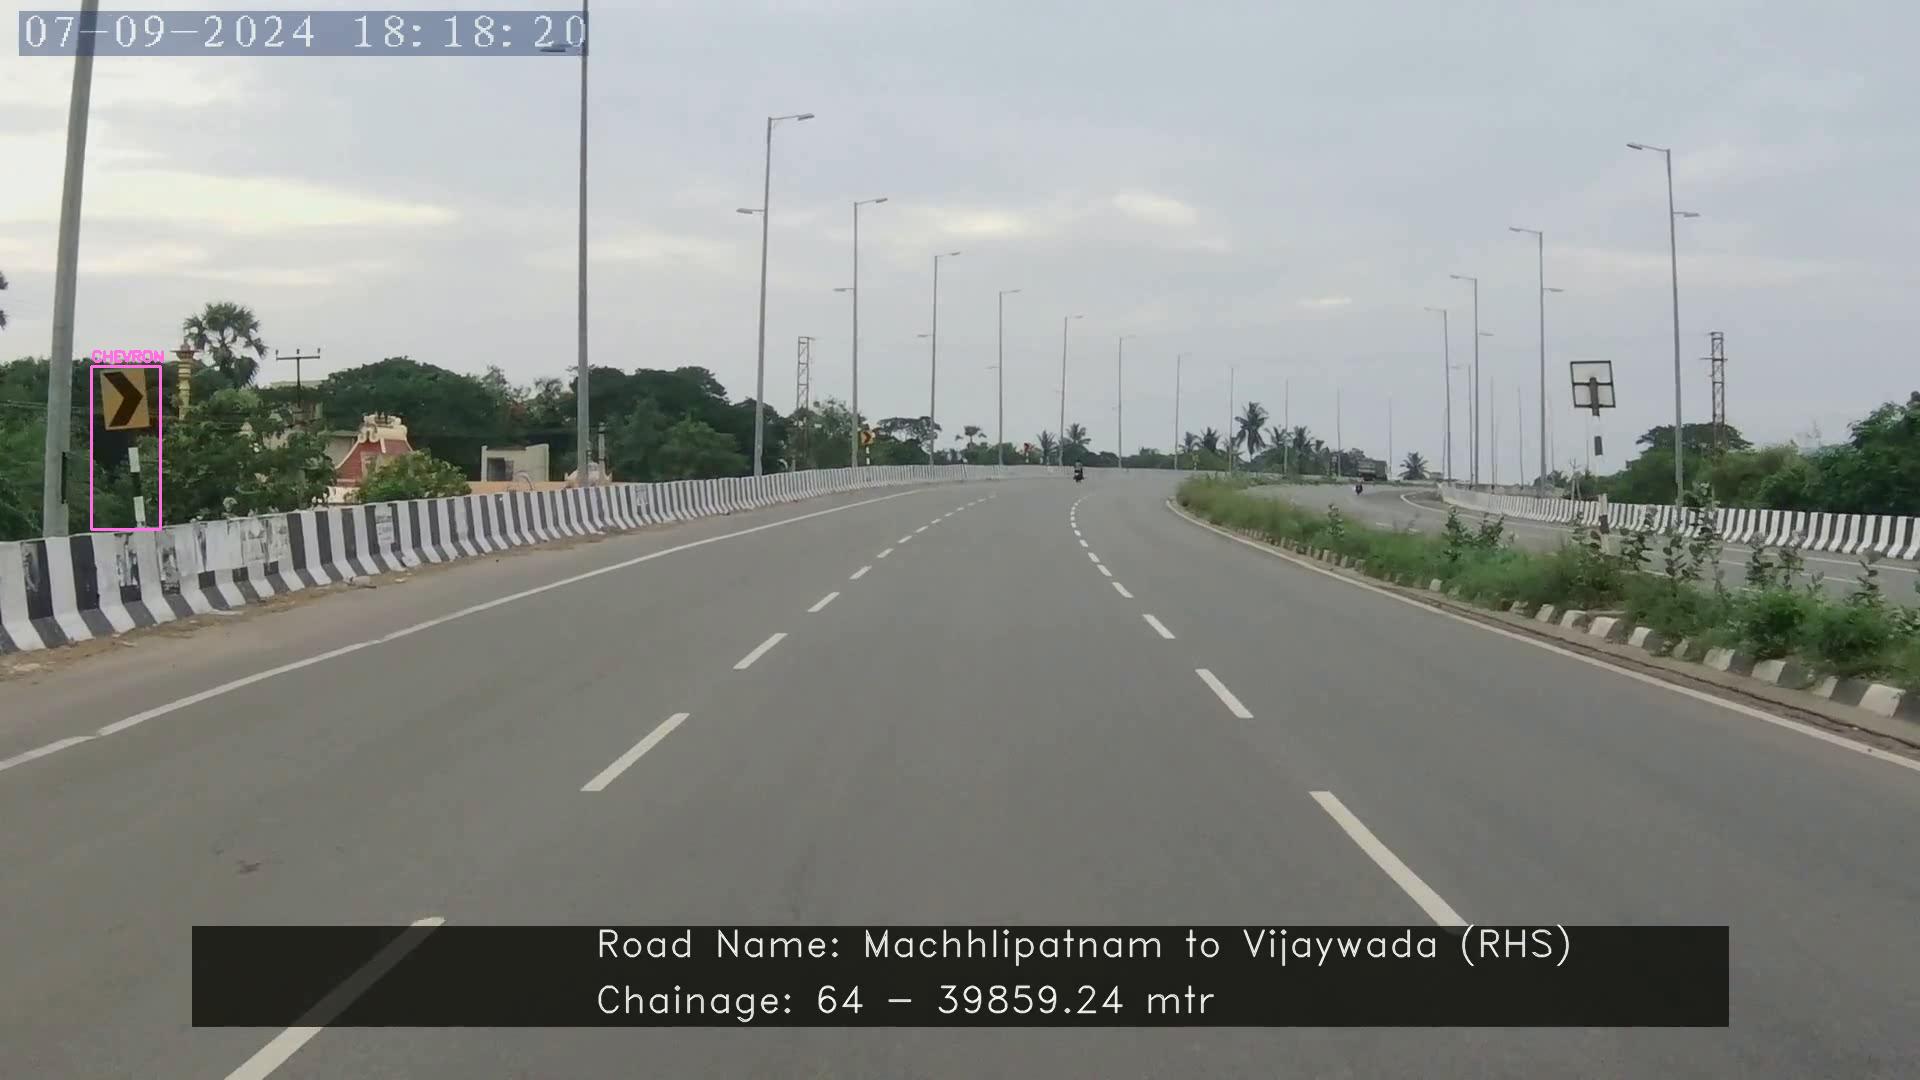 07-09-2024 18:18:20
CHEVRON
Road Name: Machhlipatnam to Vijaywada (RHS)
Chainage: 64 - 39859.24 mtr